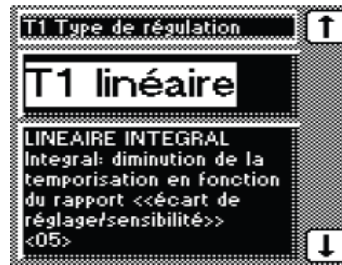 T1 Type de régulation
T1 linéaire
LINEAIRE INTEGRAL
Integral: diminution de la
temporisation en fonction
du rapport <<écart de
réglage/sensibilité>>
<05>